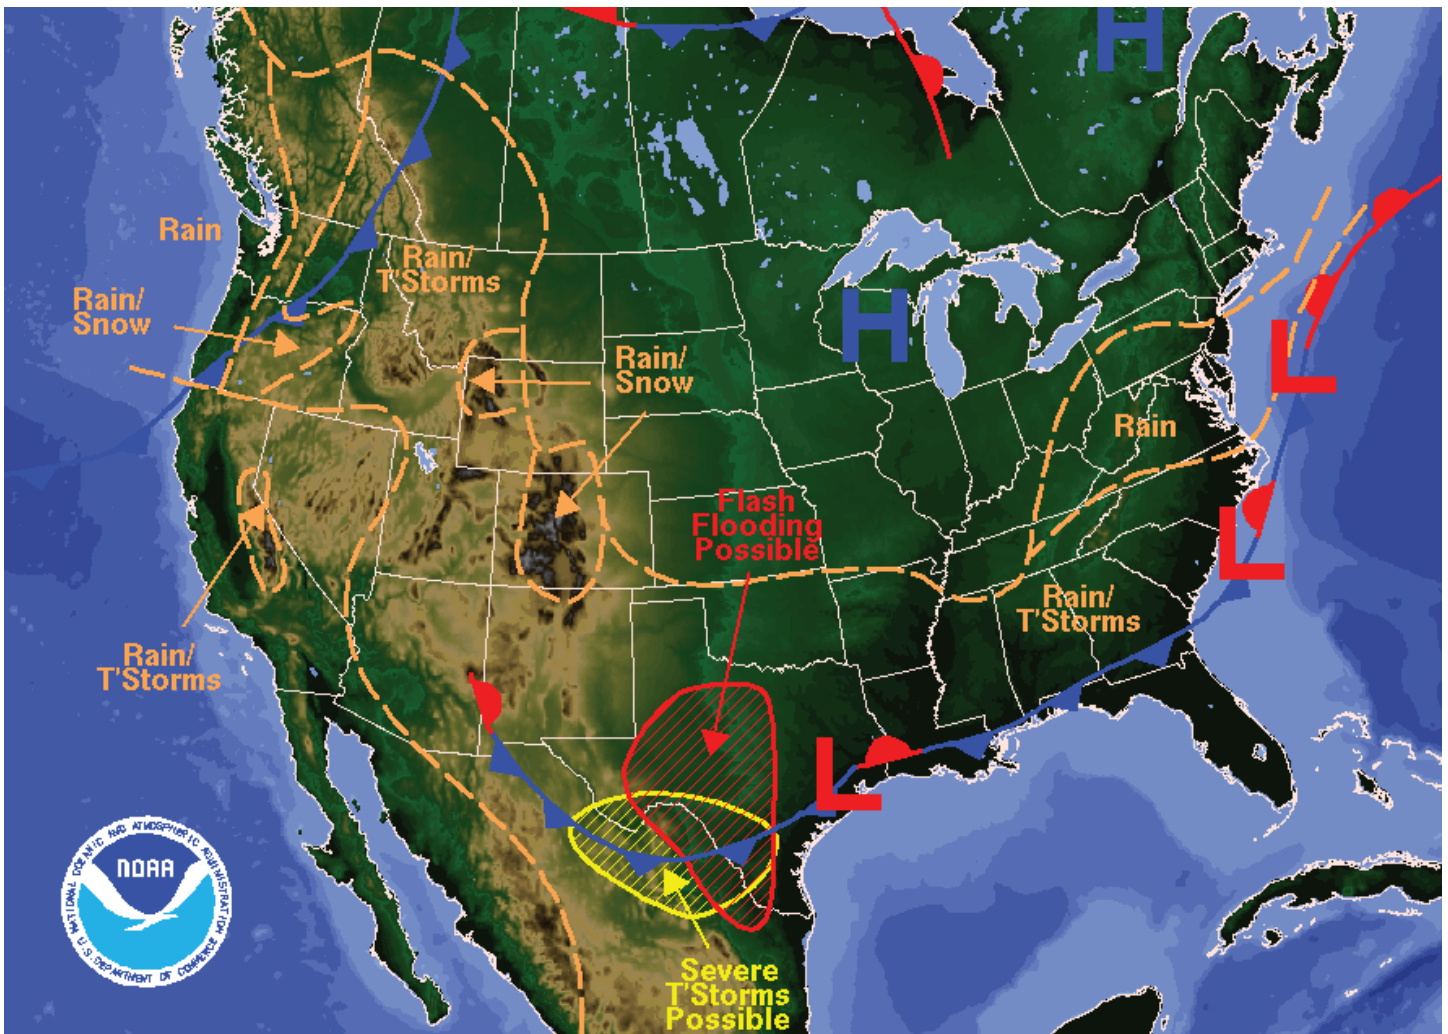 H
Rain
Rain/
T'Storms
Rain/
Snow
H
L
Rain/
Snow
Rain
Flash
Flooding
Possible
L
Rain/
T'Storms
Rain/
T'Storms
L
NATIONAL OCEANIC AND ATMOSPHERIC ADMINISTRATION
NOAA
U.S. DEPARTMENT OF COMMERCE
Severe
T'Storms
Possible